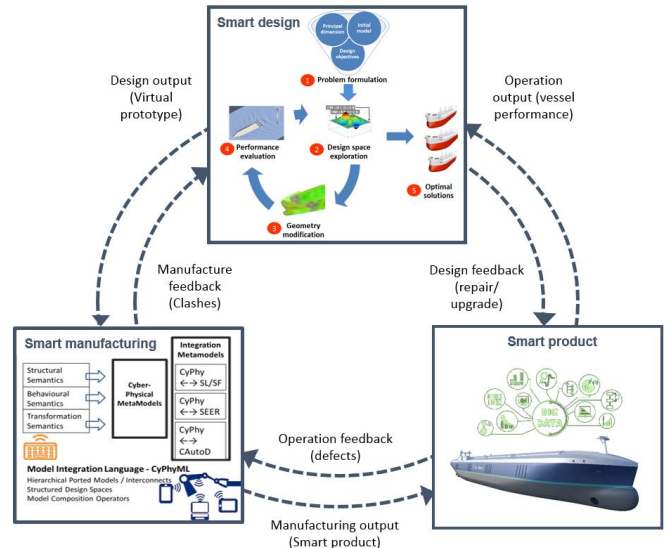 Smart design
Principal
dimension
Initial
model
Design
objectives
1 Problem formulation
4 Performance
evaluation
2 Design space
exploration
5 Optimal
solutions
3 Geometry
modification
Design output
(Virtual
prototype)
Operation
output (vessel
performance)
Manufacture
feedback
(Clashes)
Design feedback
(repair/
upgrade)
Smart manufacturing
Structural
Semantics
Behavioural
Semantics
Transformation
Semantics
Cyber-
Physical
MetaModels
Integration
Metamodels
CyPhy
←→ SL/SF
CyPhy
←→ SEER
CyPhy
←→
CAutoD
Model Integration Language - CyPhyML
Hierarchical Ported Models / Interconnects
Structured Design Spaces
Model Composition Operators
Smart product
BIG
DATA
Operation feedback
(defects)
Manufacturing output
(Smart product)